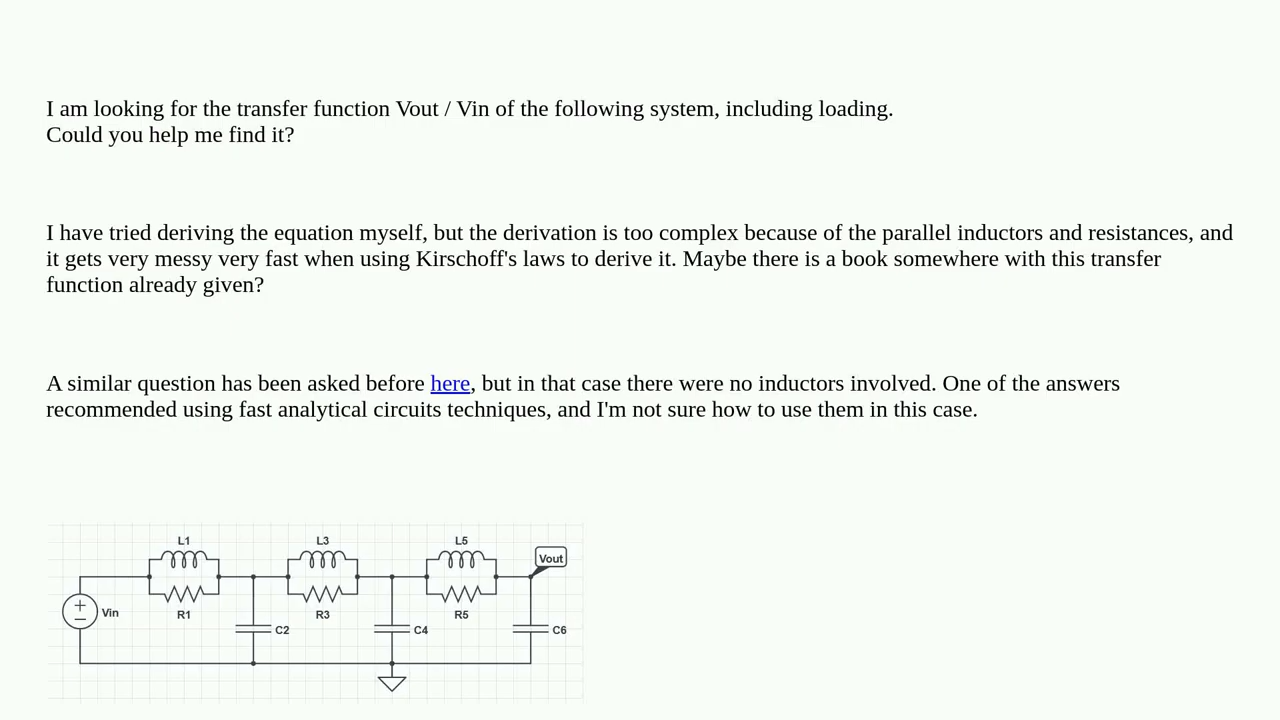 I am looking for the transfer function Vout / Vin of the following system, including loading.
Could you help me find it?
I have tried deriving the equation myself, but the derivation is too complex because of the parallel inductors and resistances, and
it gets very messy very fast when using Kirschoff's laws to derive it. Maybe there is a book somewhere with this transfer
function already given?
A similar question has been asked before here, but in that case there were no inductors involved. One of the answers
recommended using fast analytical circuits techniques, and I'm not sure how to use them in this case.
L1 L3 L5
Vout
Vin R1 R3 R5
C2 C4 C6